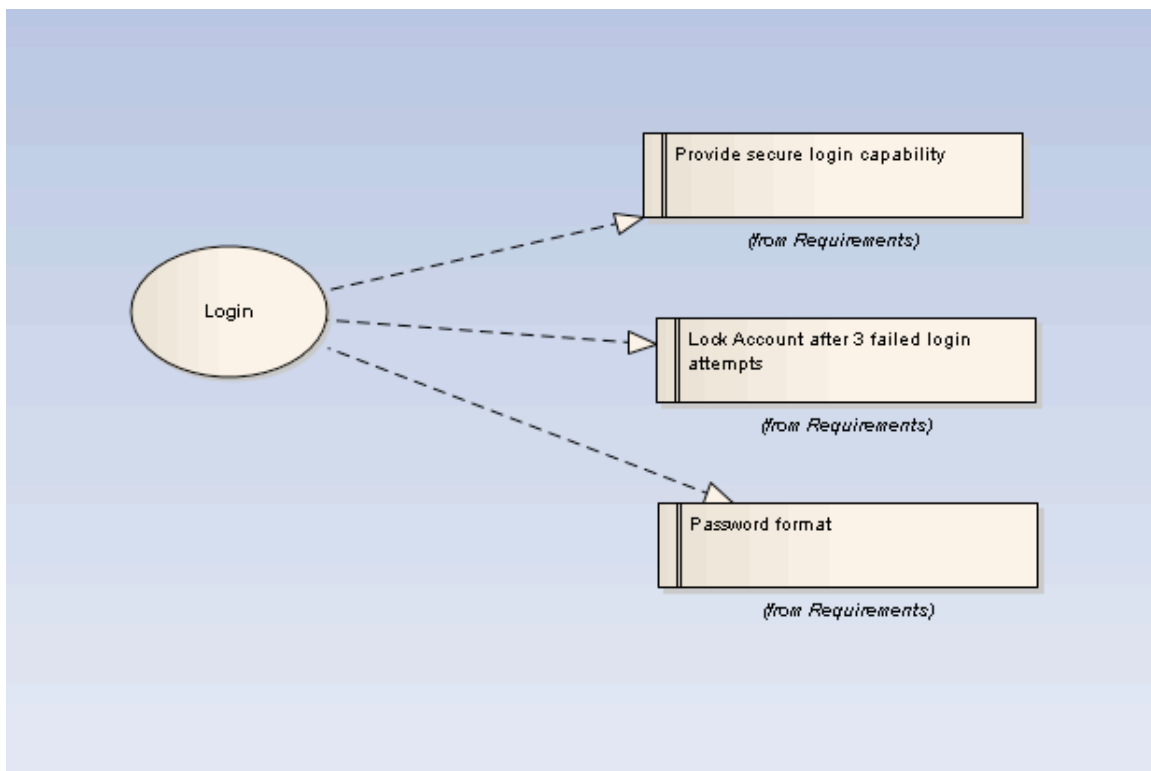 Provide secure login capability
(from Requirements)
Login
Lock Account after 3 failed login
attempts
(from Requirements)
Password format
(from Requirements)